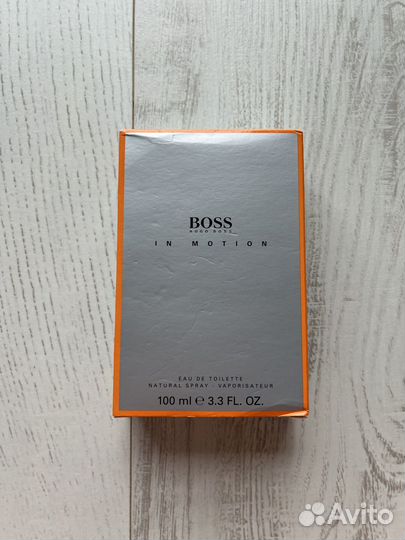 BOSS
HUGO BOSS
IN MOTION
EAU DE TOILETTE
NATURAL SPRAY - VAPORISATEUR
100 ml ℮ 3.3 FL. OZ.
Avito